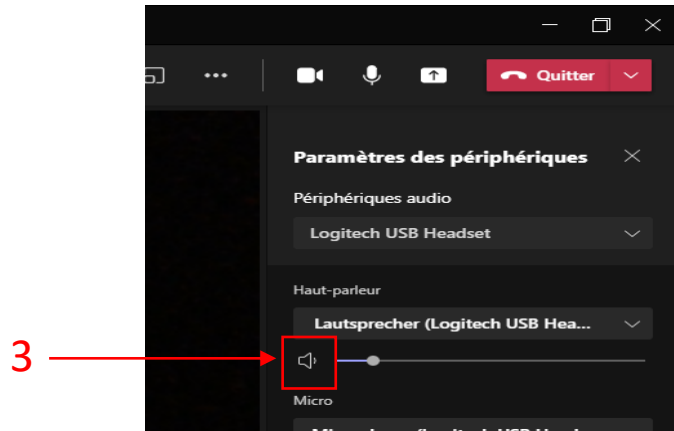 Quitter
Paramètres des périphériques
Périphériques audio
Logitech USB Headset
Haut-parleur
Lautsprecher (Logitech USB Hea...
3
Micro